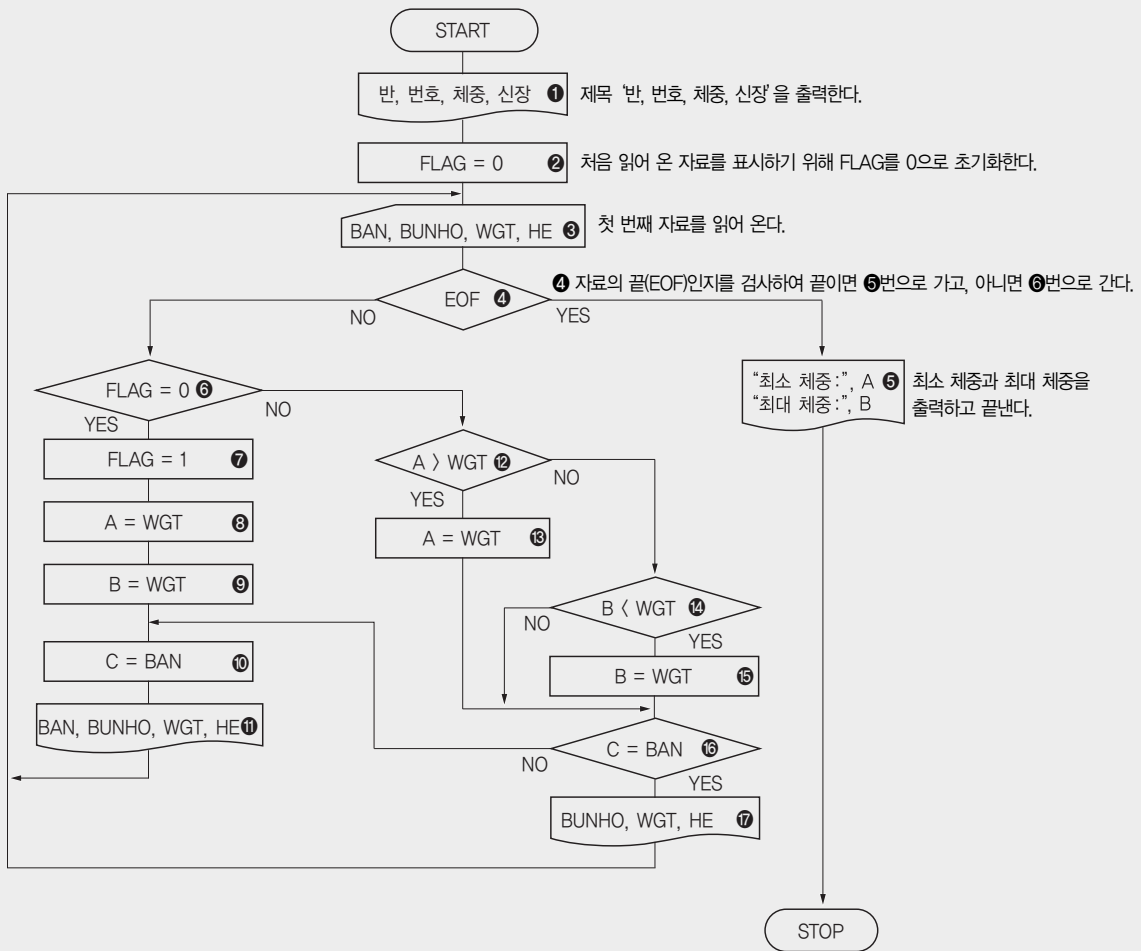 START
반, 번호, 체중, 신장 ❶ 제목 ‘반, 번호, 체중, 신장’을 출력한다.
FLAG = 0 ❷ 처음 읽어 온 자료를 표시하기 위해 FLAG를 0으로 초기화한다.
BAN, BUNHO, WGT, HE ❸ 첫 번째 자료를 읽어 온다.
❹ 자료의 끝(EOF)인지를 검사하여 끝이면 ❺번으로 가고, 아니면 ❻번으로 간다.
EOF ❹
NO YES
FLAG = 0 ❻
YES NO
“최소 체중:”, A ❺ 최소 체중과 최대 체중을
“최대 체중:”, B 출력하고 끝낸다.
FLAG = 1 ❼
A 〉 WGT ⓬
YES NO
A = WGT ❽
A = WGT ⓭
B = WGT ❾
B 〈 WGT ⓮
NO YES
C = BAN ❿
B = WGT ⓯
BAN, BUNHO, WGT, HE ⓫
C = BAN ⓰
NO YES
BUNHO, WGT, HE ⓱
STOP